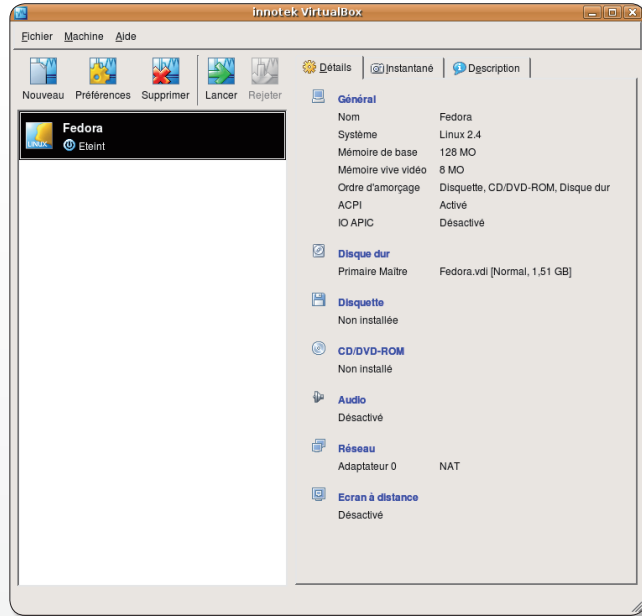 innotek VirtualBox
Fichier Machine Aide
Nouveau Préférences Supprimer Lancer Rejeter
Détails Instantané Description
Fedora
Eteint
LINUX
Général
Nom Fedora
Système Linux 2.4
Mémoire de base 128 MO
Mémoire vive vidéo 8 MO
Ordre d'amorçage Disquette, CD/DVD-ROM, Disque dur
ACPI Activé
IO APIC Désactivé
Disque dur
Primaire Maître Fedora.vdi [Normal, 1,51 GB]
Disquette
Non installée
CD/DVD-ROM
Non installé
Audio
Désactivé
Réseau
Adaptateur 0 NAT
Ecran à distance
Désactivé